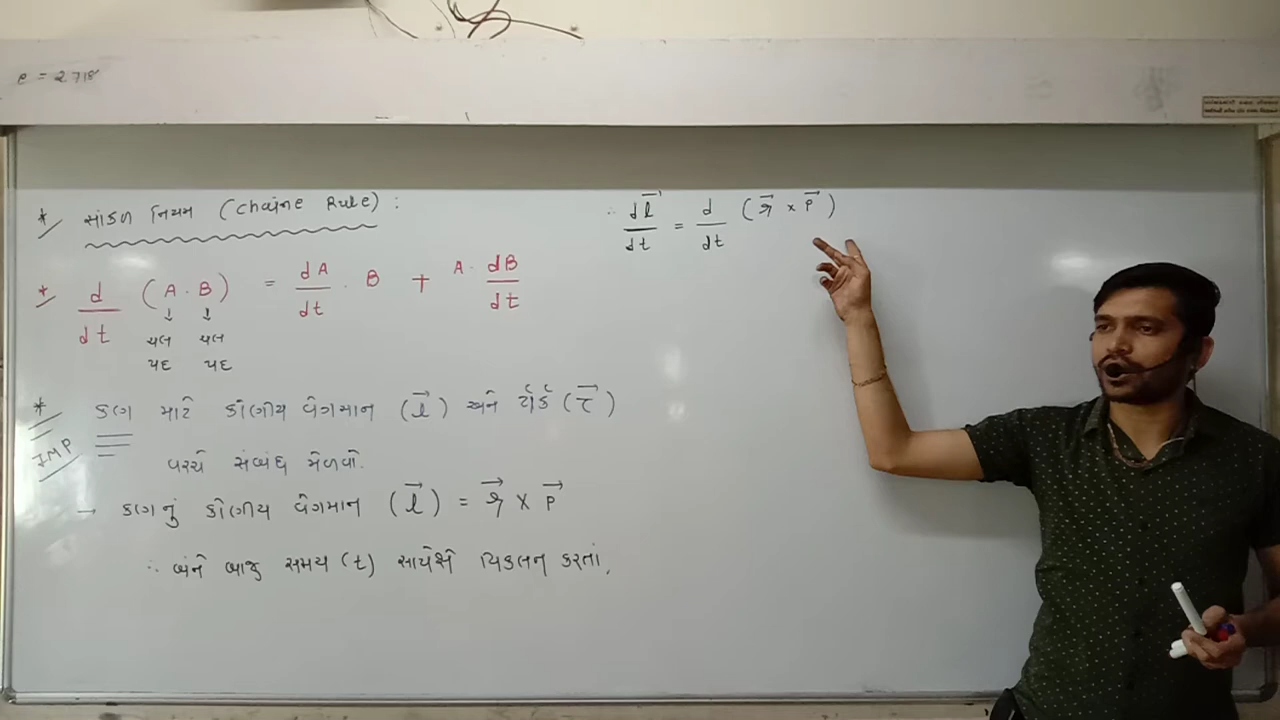 e = 2.718
* સાંકળ નિયમ (Chaine Rule) :
* d/dt (A · B) = dA/dt · B + A · dB/dt
↓ ↓
ચલ ચલ
પદ પદ
* IMP કણ માટે કોણીય વેગમાન (l⃗) અને ટૉર્ક (τ⃗)
વચ્ચે સંબંધ મેળવો.
→ કણનું કોણીય વેગમાન (l⃗) = r⃗ × p⃗
∴ બંને બાજુ સમય (t) સાપેક્ષે વિકલન કરતાં,
∴ dl⃗/dt = d/dt (r⃗ × p⃗)